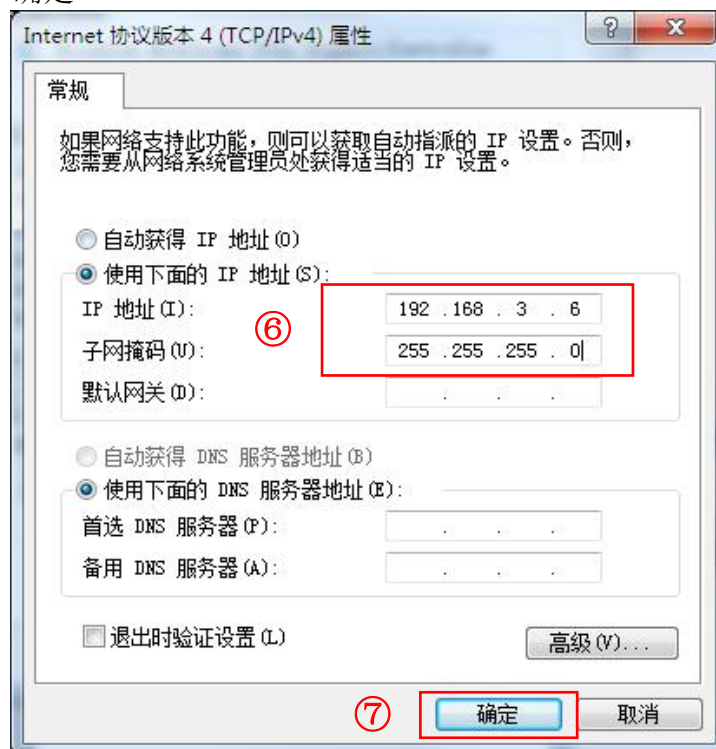 Internet 协议版本 4 (TCP/IPv4) 属性
常规
如果网络支持此功能，则可以获取自动指派的 IP 设置。否则，
您需要从网络系统管理员处获得适当的 IP 设置。
自动获得 IP 地址(O)
使用下面的 IP 地址(S):
IP 地址(I): 192 .168 . 3 . 6
⑥
子网掩码(U): 255 .255 .255 . 0
默认网关(D): . . .
自动获得 DNS 服务器地址(B)
使用下面的 DNS 服务器地址(E):
首选 DNS 服务器(P): . . .
备用 DNS 服务器(A): . . .
退出时验证设置(L)
高级(V)...
⑦ 确定 取消